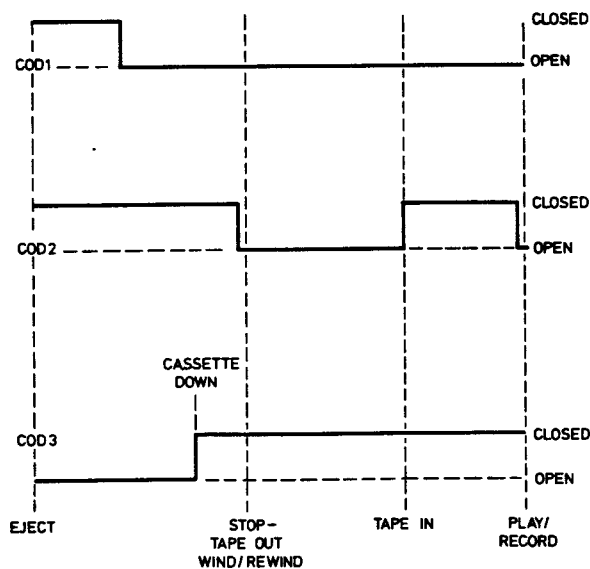 CLOSED
COD1
OPEN
CLOSED
COD2
OPEN
CASSETTE
DOWN
COD3
CLOSED
OPEN
EJECT
STOP-
TAPE OUT
WIND/REWIND
TAPE IN
PLAY/
RECORD